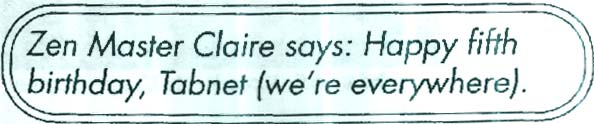 Zen Master Claire says: Happy fifth
birthday, Tabnet (we're everywhere).